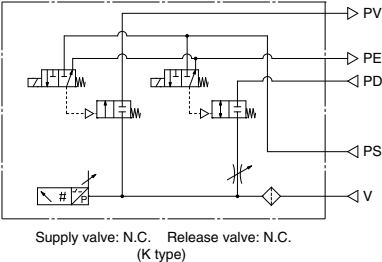 PV
PE
PD
PS
V
#
P
Supply valve: N.C. Release valve: N.C.
(K type)